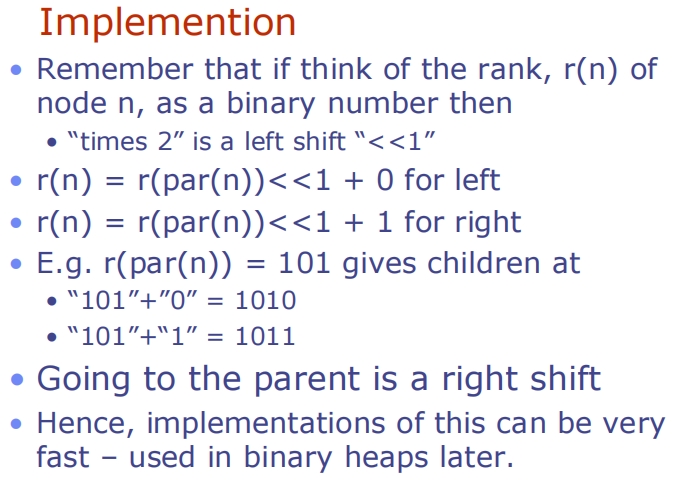 Implemention
• Remember that if think of the rank, r(n) of
node n, as a binary number then
• “times 2” is a left shift “<<1”
• r(n) = r(par(n))<<1 + 0 for left
• r(n) = r(par(n))<<1 + 1 for right
• E.g. r(par(n)) = 101 gives children at
• “101”+”0” = 1010
• “101”+“1” = 1011
• Going to the parent is a right shift
• Hence, implementations of this can be very
fast – used in binary heaps later.